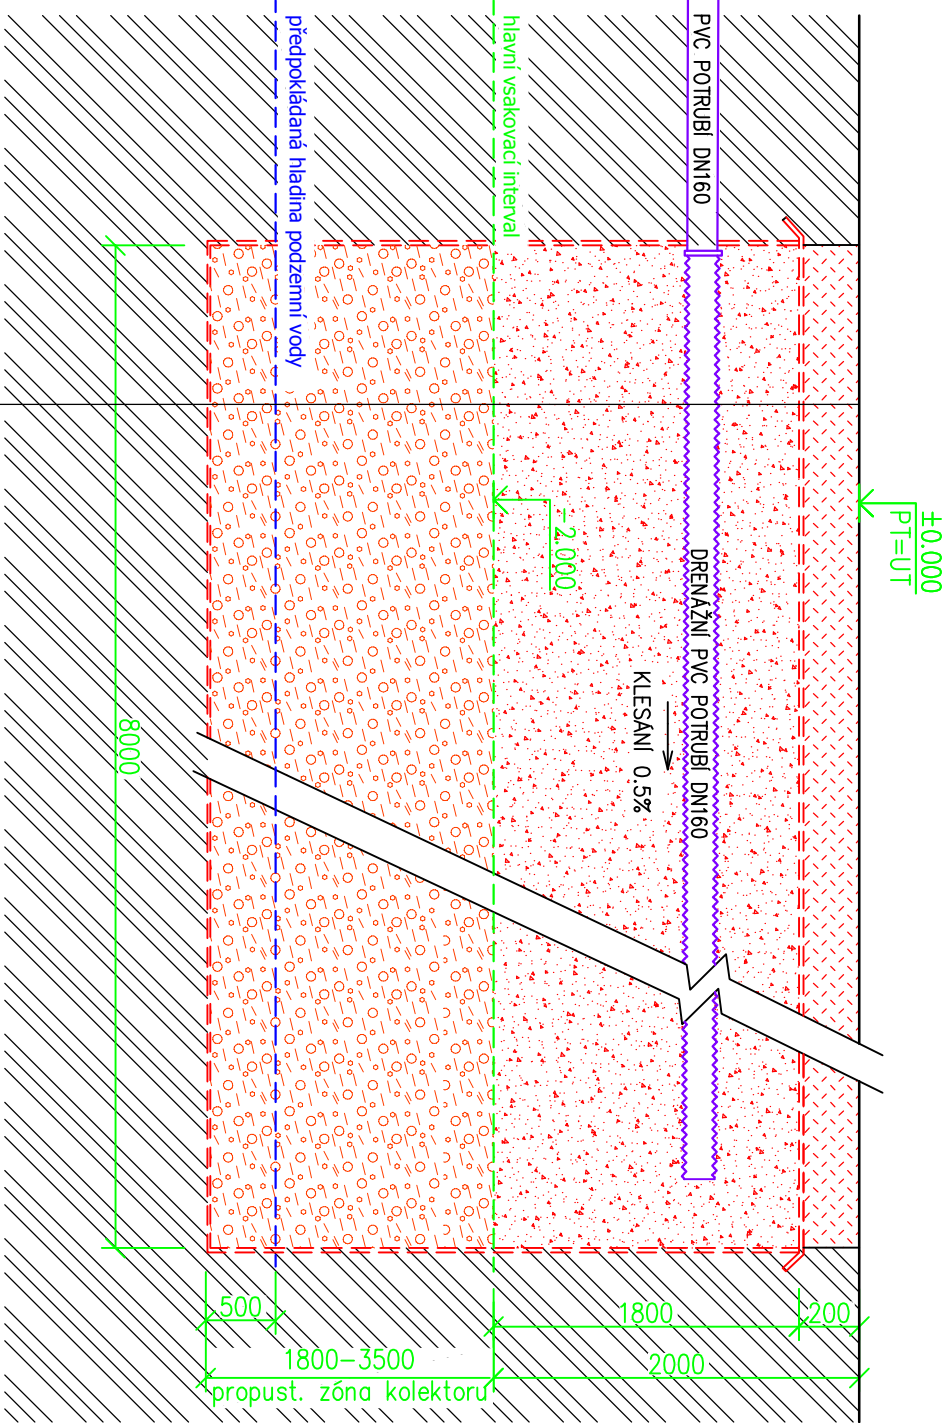 ±0.000
PT=UT
PVC POTRUBÍ DN160
DRENÁŽNÍ PVC POTRUBÍ DN160
KLESÁNÍ 0.5%
-2.000
hlavní vsakovací interval
předpokládaná hladina podzemní vody
8000
200
1800
2000
500
1800-3500
propust. zóna kolektoru